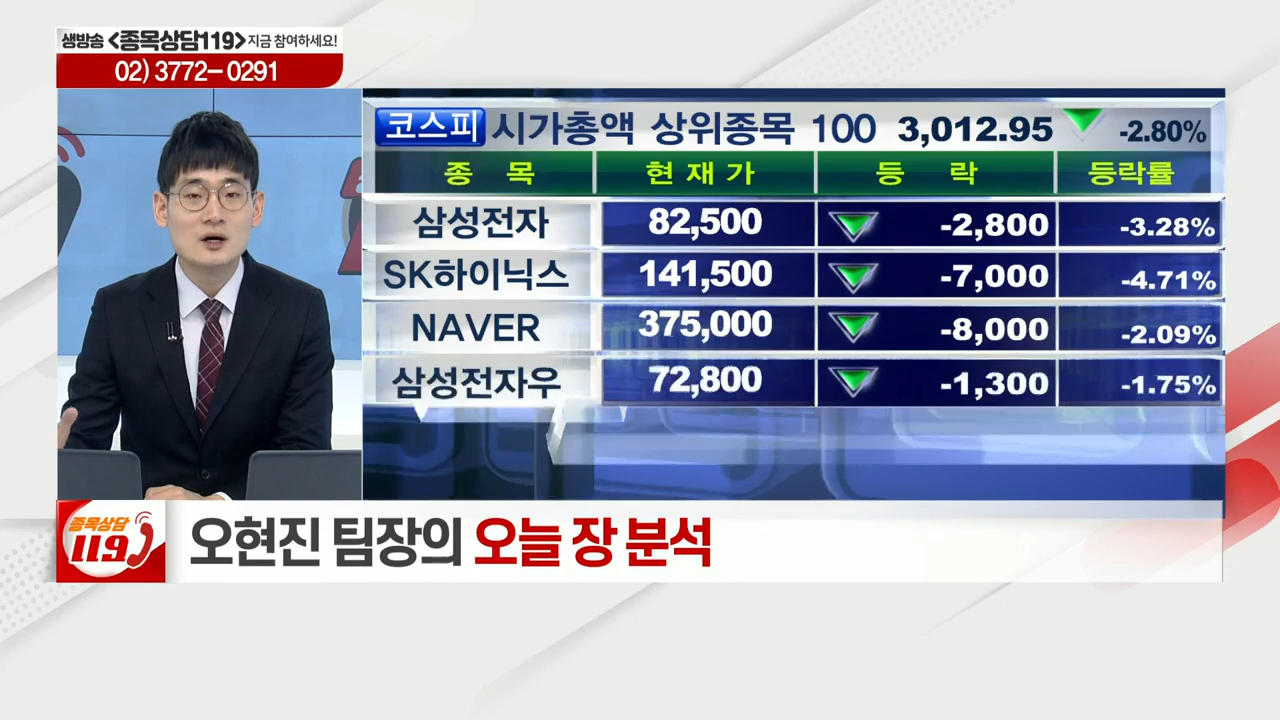 생방송 <종목상담119> 지금 참여하세요!
02) 3772-0291
코스피 시가총액 상위종목 100 3,012.95 -2.80%
종 목 현 재 가 등 락 등락률
삼성전자 82,500 -2,800 -3.28%
SK하이닉스 141,500 -7,000 -4.71%
NAVER 375,000 -8,000 -2.09%
삼성전자우 72,800 -1,300 -1.75%
종목상담
119
오현진 팀장의 오늘 장 분석